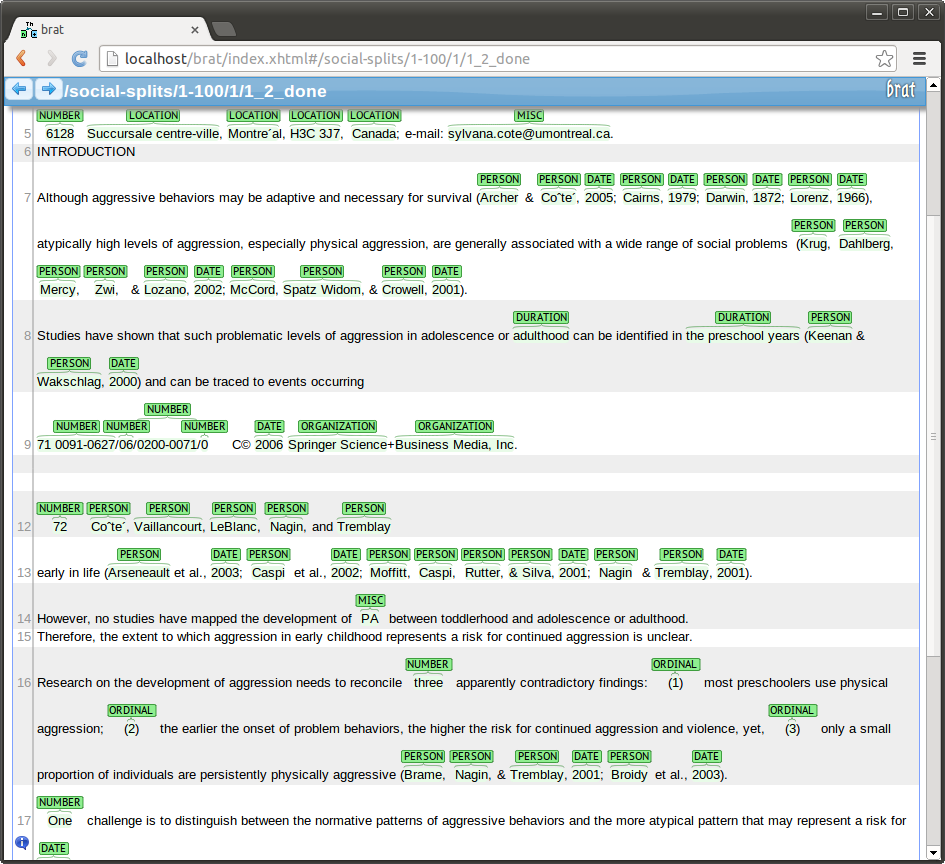 brat
localhost/brat/index.xhtml#/social-splits/1-100/1/1_2_done
/social-splits/1-100/1/1_2_done brat
NUMBER LOCATION LOCATION LOCATION LOCATION MISC
5 6128 Succursale centre-ville, Montre´al, H3C 3J7, Canada; e-mail: sylvana.cote@umontreal.ca.
6 INTRODUCTION
PERSON PERSON DATE PERSON DATE PERSON DATE PERSON DATE
7 Although aggressive behaviors may be adaptive and necessary for survival (Archer & Coˆte´, 2005; Cairns, 1979; Darwin, 1872; Lorenz, 1966),
PERSON PERSON
atypically high levels of aggression, especially physical aggression, are generally associated with a wide range of social problems (Krug, Dahlberg,
PERSON PERSON PERSON DATE PERSON PERSON PERSON DATE
Mercy, Zwi, & Lozano, 2002; McCord, Spatz Widom, & Crowell, 2001).
DURATION DURATION PERSON
8 Studies have shown that such problematic levels of aggression in adolescence or adulthood can be identified in the preschool years (Keenan &
PERSON DATE
Wakschlag, 2000) and can be traced to events occurring
NUMBER
NUMBER NUMBER NUMBER DATE ORGANIZATION ORGANIZATION
9 71 0091-0627/06/0200-0071/0 C© 2006 Springer Science+Business Media, Inc.
NUMBER PERSON PERSON PERSON PERSON PERSON
12 72 Coˆte´, Vaillancourt, LeBlanc, Nagin, and Tremblay
PERSON DATE PERSON DATE PERSON PERSON PERSON PERSON DATE PERSON PERSON DATE
13 early in life (Arseneault et al., 2003; Caspi et al., 2002; Moffitt, Caspi, Rutter, & Silva, 2001; Nagin & Tremblay, 2001).
MISC
14 However, no studies have mapped the development of PA between toddlerhood and adolescence or adulthood.
15 Therefore, the extent to which aggression in early childhood represents a risk for continued aggression is unclear.
NUMBER ORDINAL
16 Research on the development of aggression needs to reconcile three apparently contradictory findings: (1) most preschoolers use physical
ORDINAL ORDINAL
aggression; (2) the earlier the onset of problem behaviors, the higher the risk for continued aggression and violence, yet, (3) only a small
PERSON PERSON PERSON DATE PERSON DATE
proportion of individuals are persistently physically aggressive (Brame, Nagin, & Tremblay, 2001; Broidy et al., 2003).
NUMBER
17 One challenge is to distinguish between the normative patterns of aggressive behaviors and the more atypical pattern that may represent a risk for
DATE